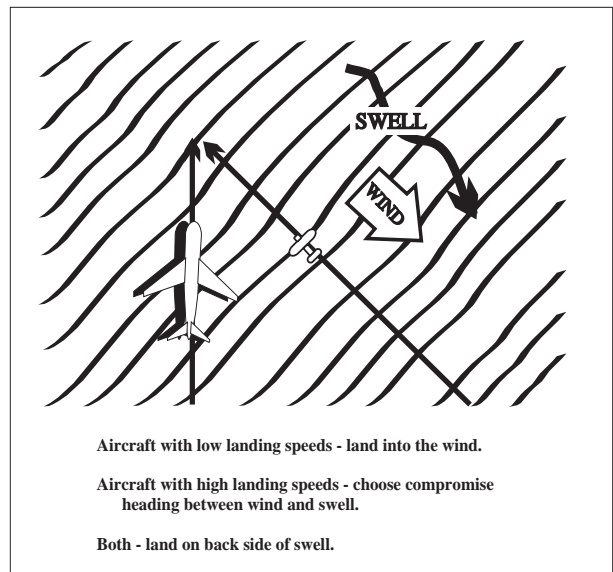 SWELL
WIND
Aircraft with low landing speeds - land into the wind.
Aircraft with high landing speeds - choose compromise
heading between wind and swell.
Both - land on back side of swell.